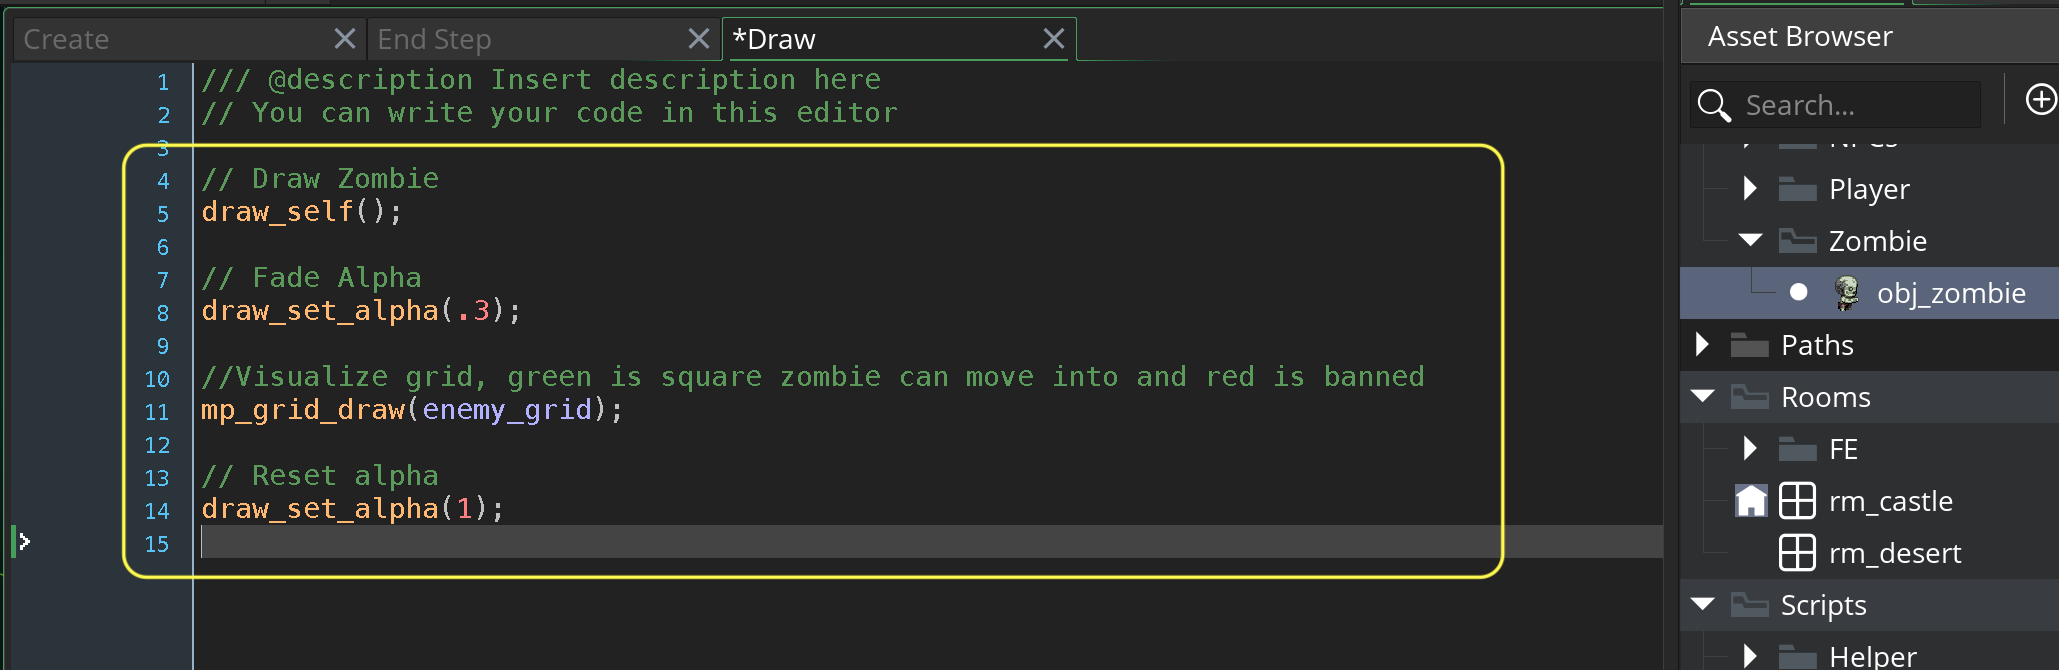 Create
End Step
*Draw
1 /// @description Insert description here
2 // You can write your code in this editor
3
4 // Draw Zombie
5 draw_self();
6
7 // Fade Alpha
8 draw_set_alpha(.3);
9
10 //Visualize grid, green is square zombie can move into and red is banned
11 mp_grid_draw(enemy_grid);
12
13 // Reset alpha
14 draw_set_alpha(1);
15
Asset Browser
Search...
NPCs
Player
Zombie
obj_zombie
Paths
Rooms
FE
rm_castle
rm_desert
Scripts
Helper